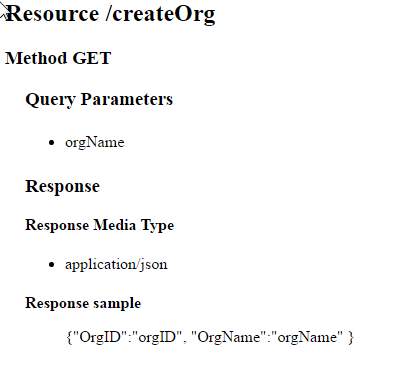 Resource /createOrg
Method GET
Query Parameters
orgName
Response
Response Media Type
application/json
Response sample
{"OrgID":"orgID", "OrgName":"orgName" }